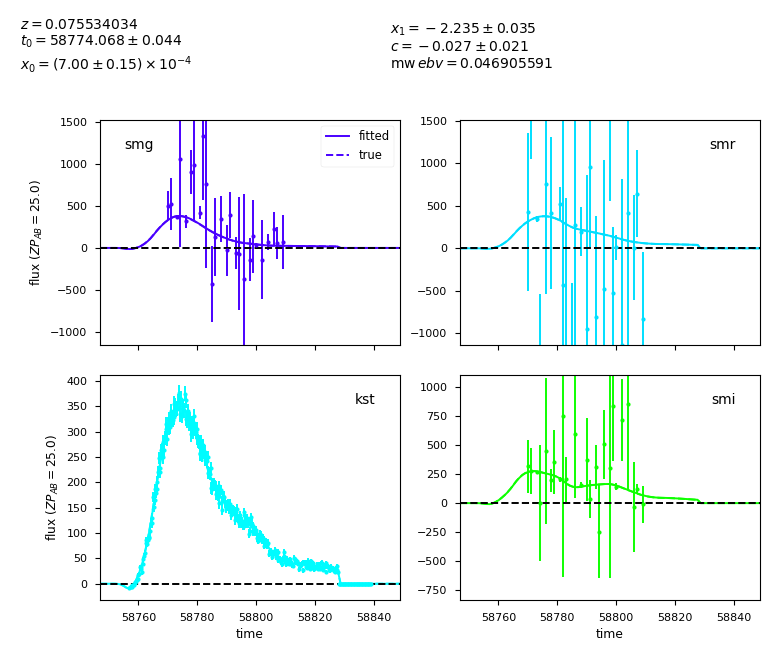 z = 0.075534034
t₀ = 58774.068 ± 0.044
x₀ = (7.00 ± 0.15) × 10⁻⁴
x₁ = −2.235 ± 0.035
c = −0.027 ± 0.021
mw ebv = 0.046905591
smg
fitted
true
1500
1000
500
0
−500
−1000
flux (ZP_AB = 25.0)
smr
1500
1000
500
0
−500
−1000
kst
400
350
300
250
200
150
100
50
0
flux (ZP_AB = 25.0)
58760 58780 58800 58820 58840
time
smi
1000
750
500
250
0
−250
−500
−750
58760 58780 58800 58820 58840
time